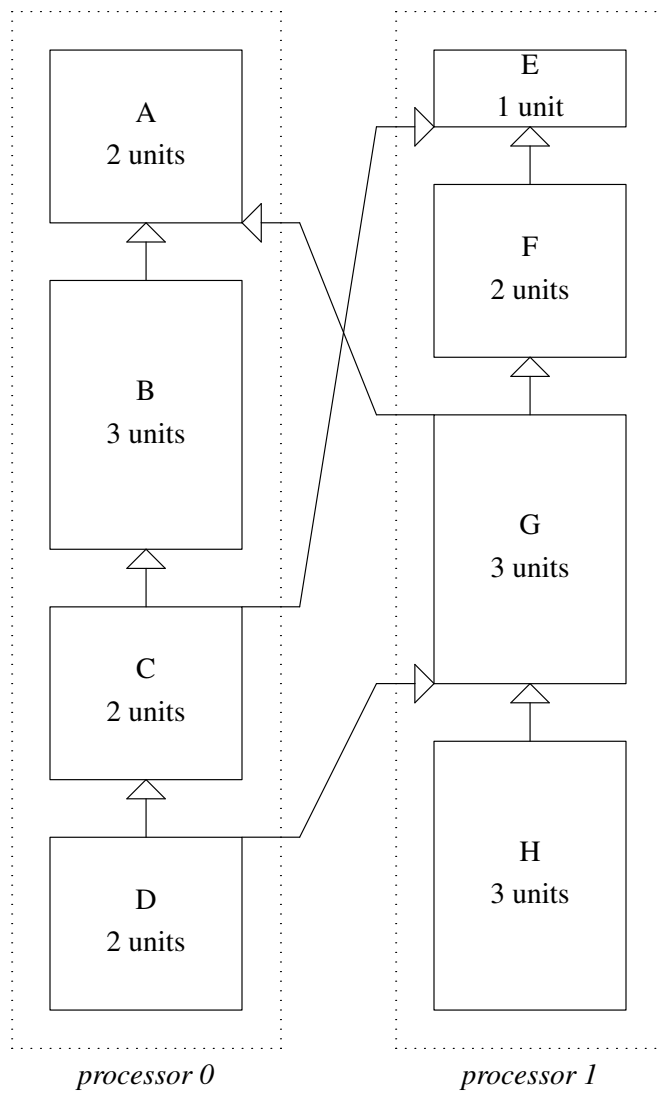 A
2 units
B
3 units
C
2 units
D
2 units
processor 0
E
1 unit
F
2 units
G
3 units
H
3 units
processor 1